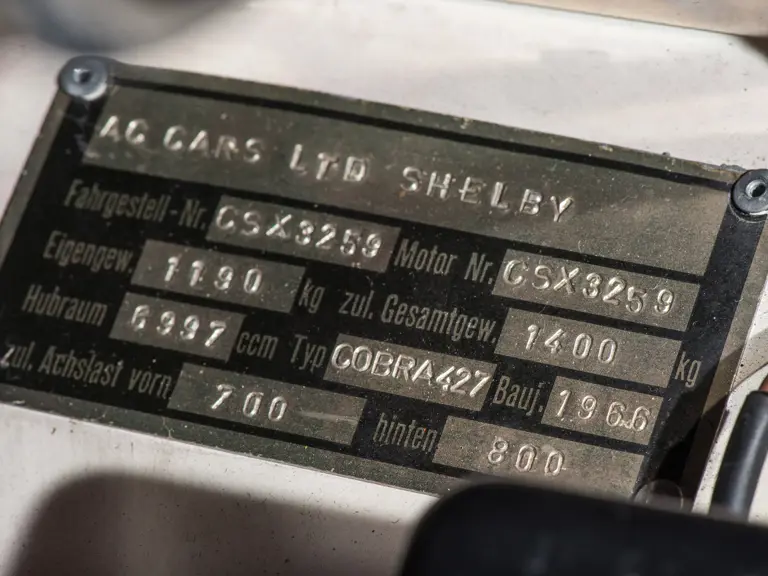 AC CARS LTD SHELBY
Fahrgestell-Nr. CSX3259 Motor Nr. CSX3259
Eigengew. 1190 kg zul. Gesamtgew. 1400 kg
Hubraum 6997 ccm Typ COBRA427 Bauj. 1966
zul. Achslast vorn 700 hinten 800